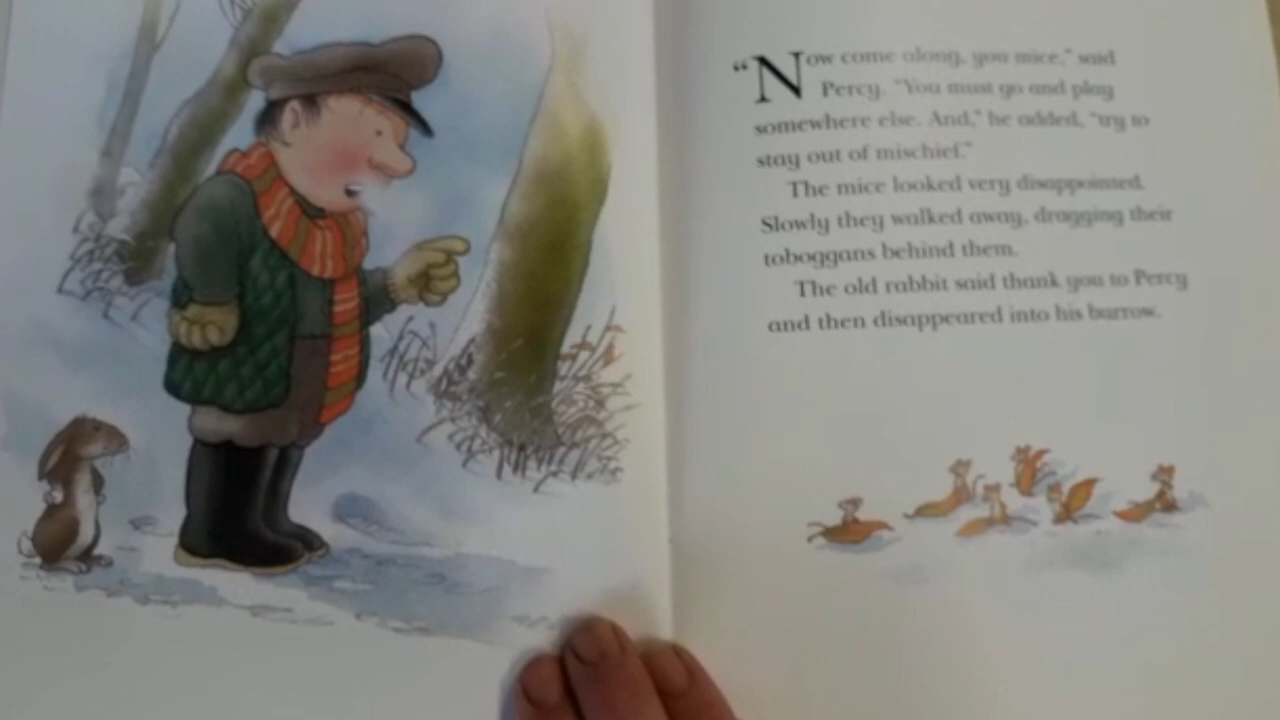 “Now come along, you mice,” said
Percy. “You must go and play
somewhere else. And,” he added, “try to
stay out of mischief.”
The mice looked very disappointed.
Slowly they walked away, dragging their
toboggans behind them.
The old rabbit said thank you to Percy
and then disappeared into his burrow.